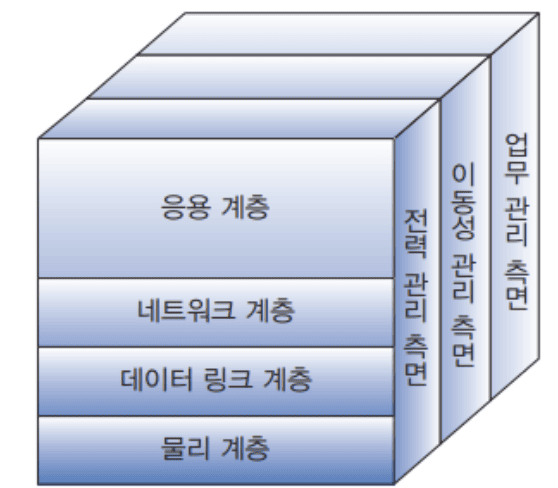 응용 계층
네트워크 계층
데이터 링크 계층
물리 계층
전력 관리 측면
이동성 관리 측면
업무 관리 측면